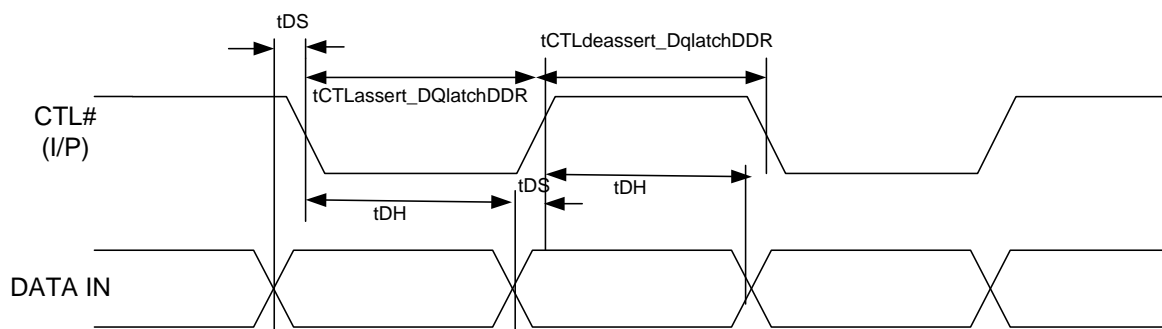 tDS
tCTLdeassert_DqlatchDDR
tCTLassert_DQlatchDDR
CTL#
(I/P)
tDS
tDH
tDH
DATA IN